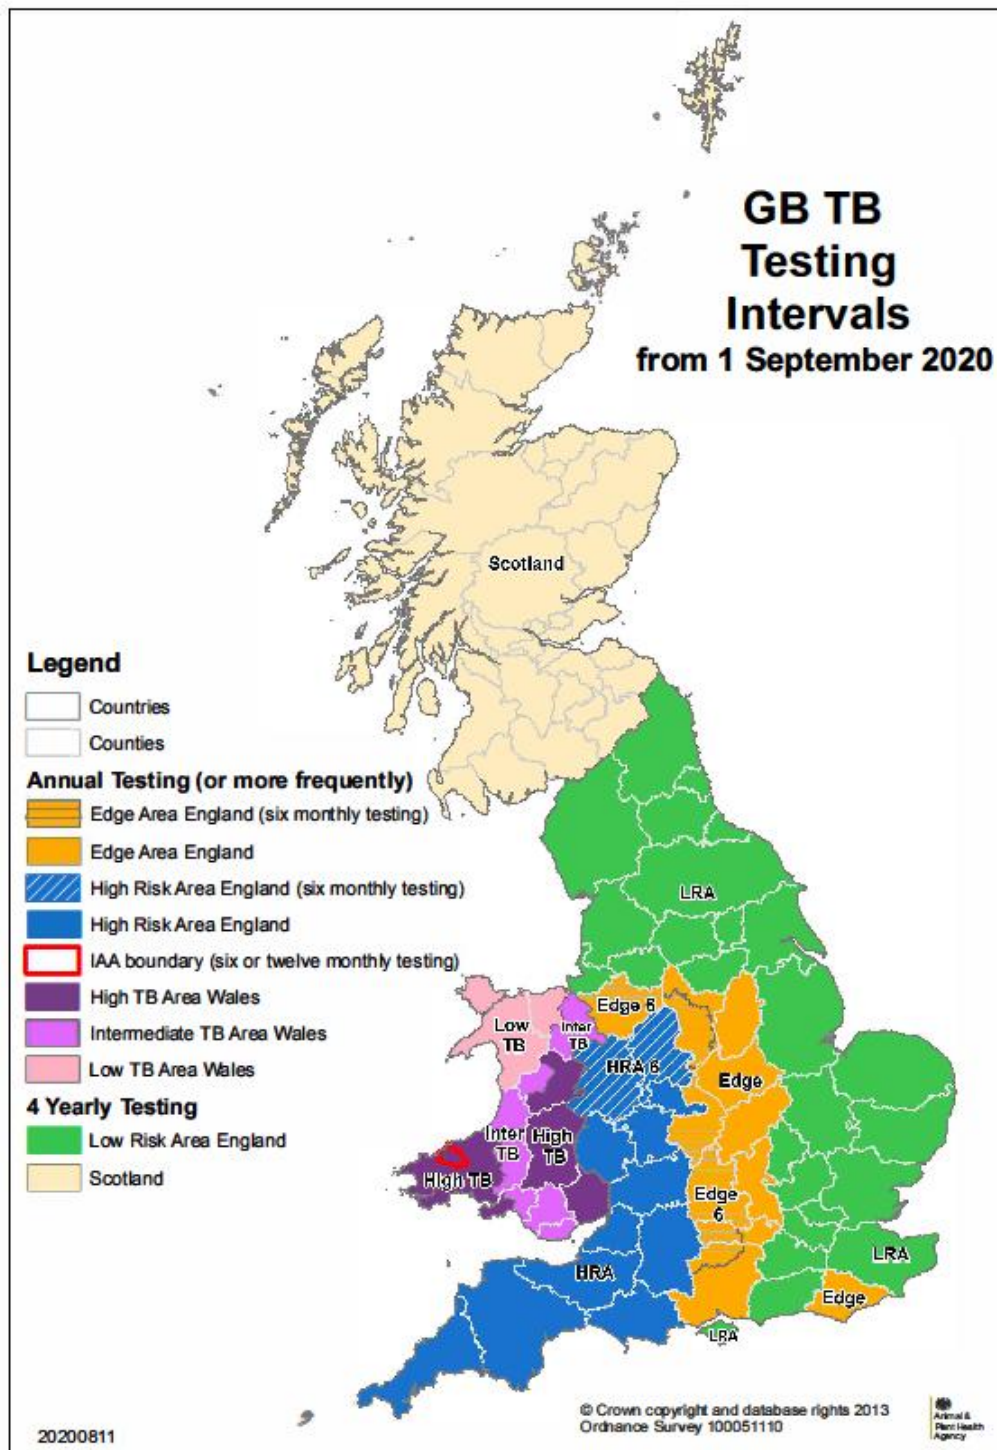 GB TB
Testing
Intervals
from 1 September 2020
Scotland
Legend
Countries
Counties
Annual Testing (or more frequently)
Edge Area England (six monthly testing)
Edge Area England
High Risk Area England (six monthly testing)
High Risk Area England
IAA boundary (six or twelve monthly testing)
High TB Area Wales
Intermediate TB Area Wales
Low TB Area Wales
4 Yearly Testing
Low Risk Area England
Scotland
LRA
Edge 6
Low
TB
Inter
TB
HRA 6
Edge
Inter
TB
High
TB
High TB
Edge
6
HRA
LRA
Edge
LRA
© Crown copyright and database rights 2013
Ordnance Survey 100051110
Animal &
Plant Health
Agency
20200811